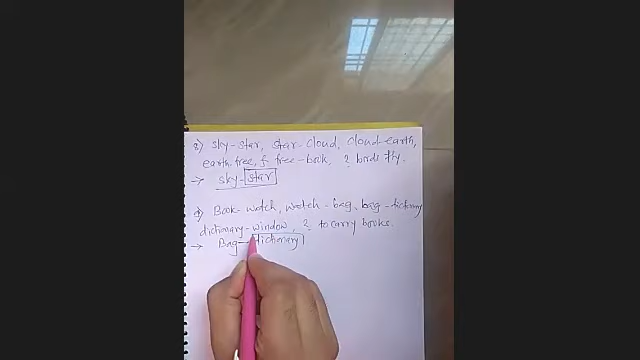 8) Sky-star, star-cloud, cloud-earth,
earth-tree, & tree-book, ? birds fly.
→ sky-star
9) Book-watch, watch-bag, bag-dictionary
dictionary-window, ? to carry books.
→ Bag-dictionary